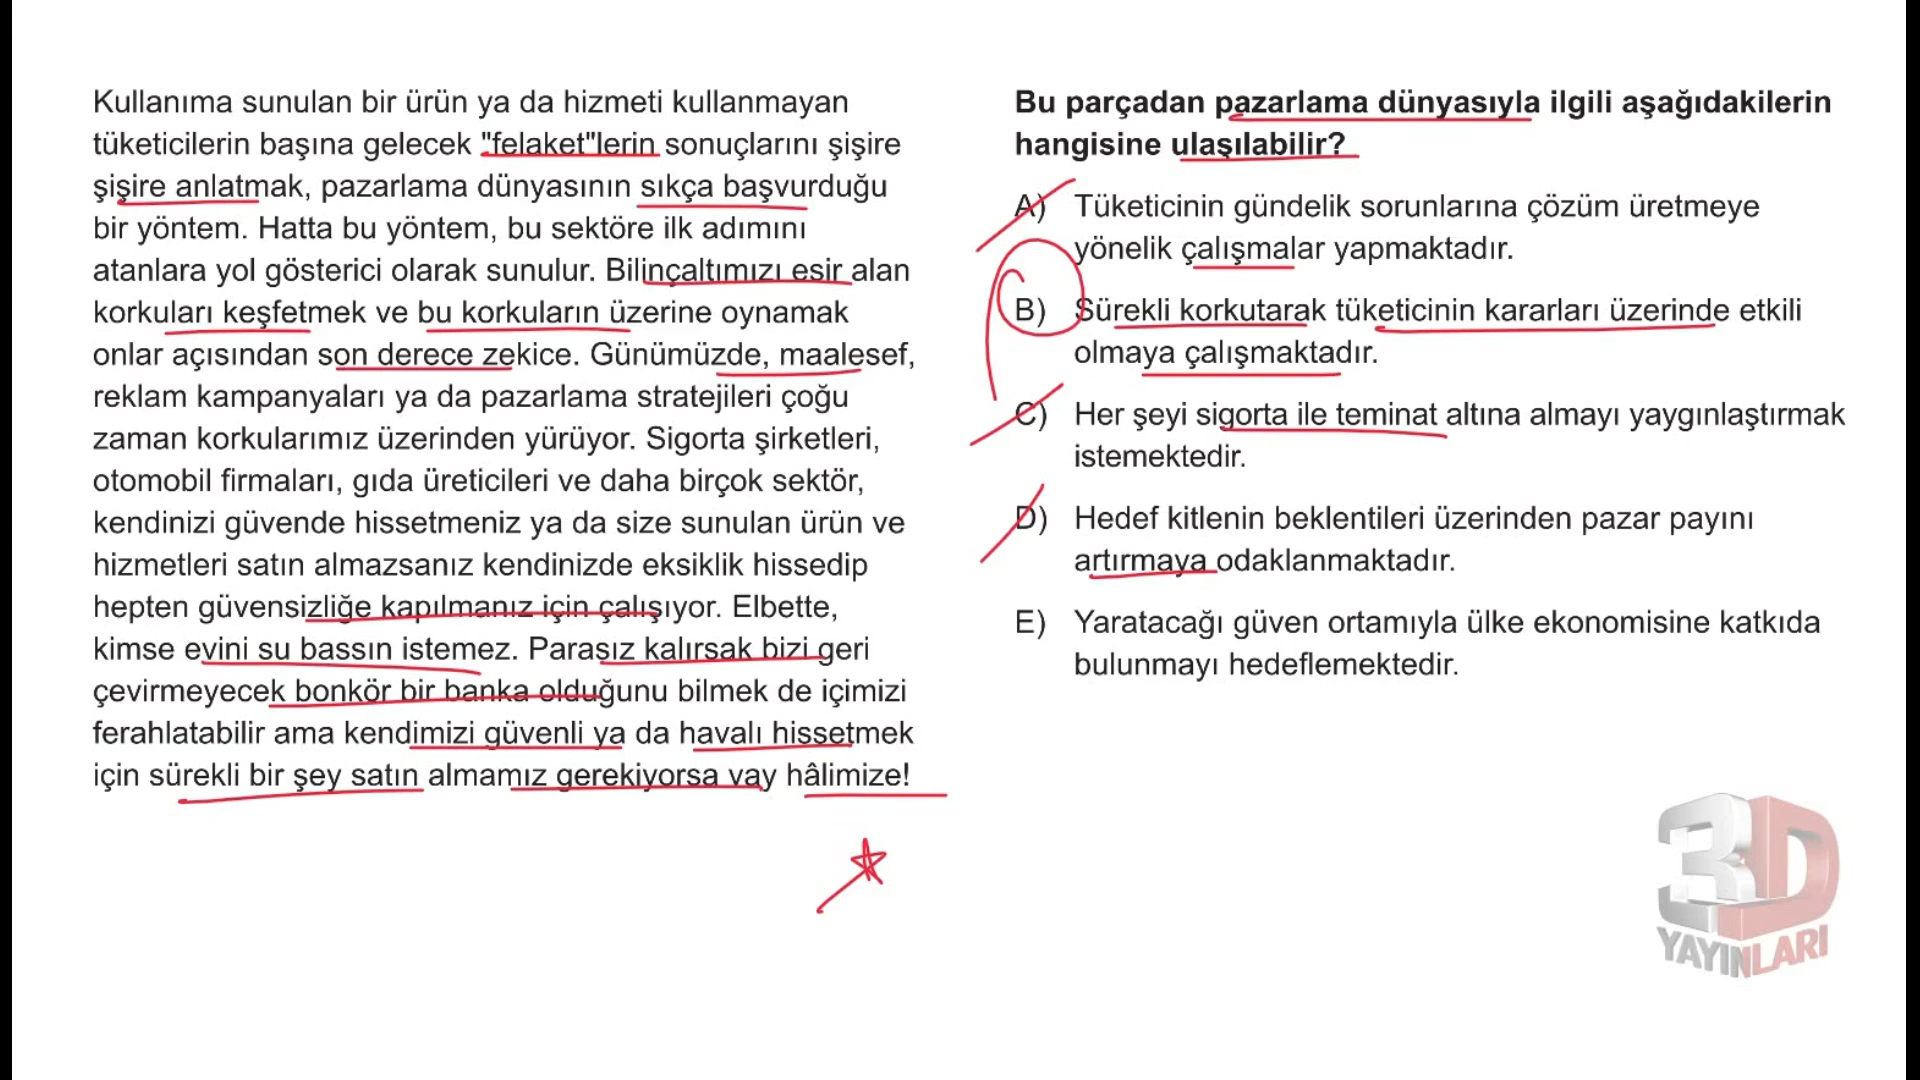 Kullanıma sunulan bir ürün ya da hizmeti kullanmayan
tüketicilerin başına gelecek "felaket"lerin sonuçlarını şişire
şişire anlatmak, pazarlama dünyasının sıkça başvurduğu
bir yöntem. Hatta bu yöntem, bu sektöre ilk adımını
atanlara yol gösterici olarak sunulur. Bilinçaltımızı esir alan
korkuları keşfetmek ve bu korkuların üzerine oynamak
onlar açısından son derece zekice. Günümüzde, maalesef,
reklam kampanyaları ya da pazarlama stratejileri çoğu
zaman korkularımız üzerinden yürüyor. Sigorta şirketleri,
otomobil firmaları, gıda üreticileri ve daha birçok sektör,
kendinizi güvende hissetmeniz ya da size sunulan ürün ve
hizmetleri satın almazsanız kendinizde eksiklik hissedip
hepten güvensizliğe kapılmanız için çalışıyor. Elbette,
kimse evini su bassın istemez. Parasız kalırsak bizi geri
çevirmeyecek bonkör bir banka olduğunu bilmek de içimizi
ferahlatabilir ama kendimizi güvenli ya da havalı hissetmek
için sürekli bir şey satın almamız gerekiyorsa vay hâlimize!
Bu parçadan pazarlama dünyasıyla ilgili aşağıdakilerin
hangisine ulaşılabilir?
A) Tüketicinin gündelik sorunlarına çözüm üretmeye
yönelik çalışmalar yapmaktadır.
B) Sürekli korkutarak tüketicinin kararları üzerinde etkili
olmaya çalışmaktadır.
C) Her şeyi sigorta ile teminat altına almayı yaygınlaştırmak
istemektedir.
D) Hedef kitlenin beklentileri üzerinden pazar payını
artırmaya odaklanmaktadır.
E) Yaratacağı güven ortamıyla ülke ekonomisine katkıda
bulunmayı hedeflemektedir.
3D
YAYINLARI